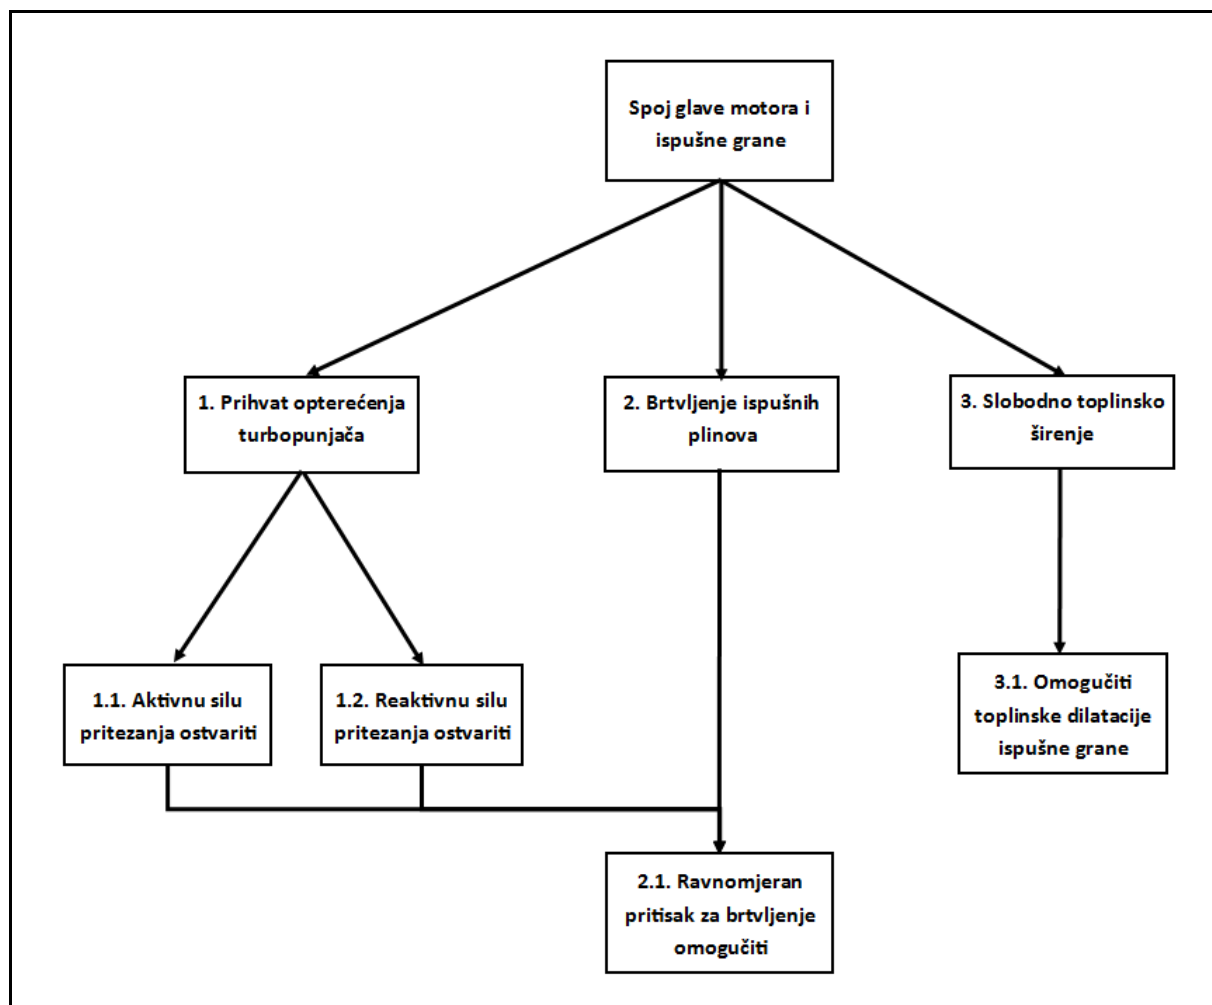 Spoj glave motora i
ispušne grane
1. Prihvat opterećenja
turbopunjača
2. Brtvljenje ispušnih
plinova
3. Slobodno toplinsko
širenje
1.1. Aktivnu silu
pritezanja ostvariti
1.2. Reaktivnu silu
pritezanja ostvariti
3.1. Omogučiti
toplinske dilatacije
ispušne grane
2.1. Ravnomjeran
pritisak za brtvljenje
omogučiti